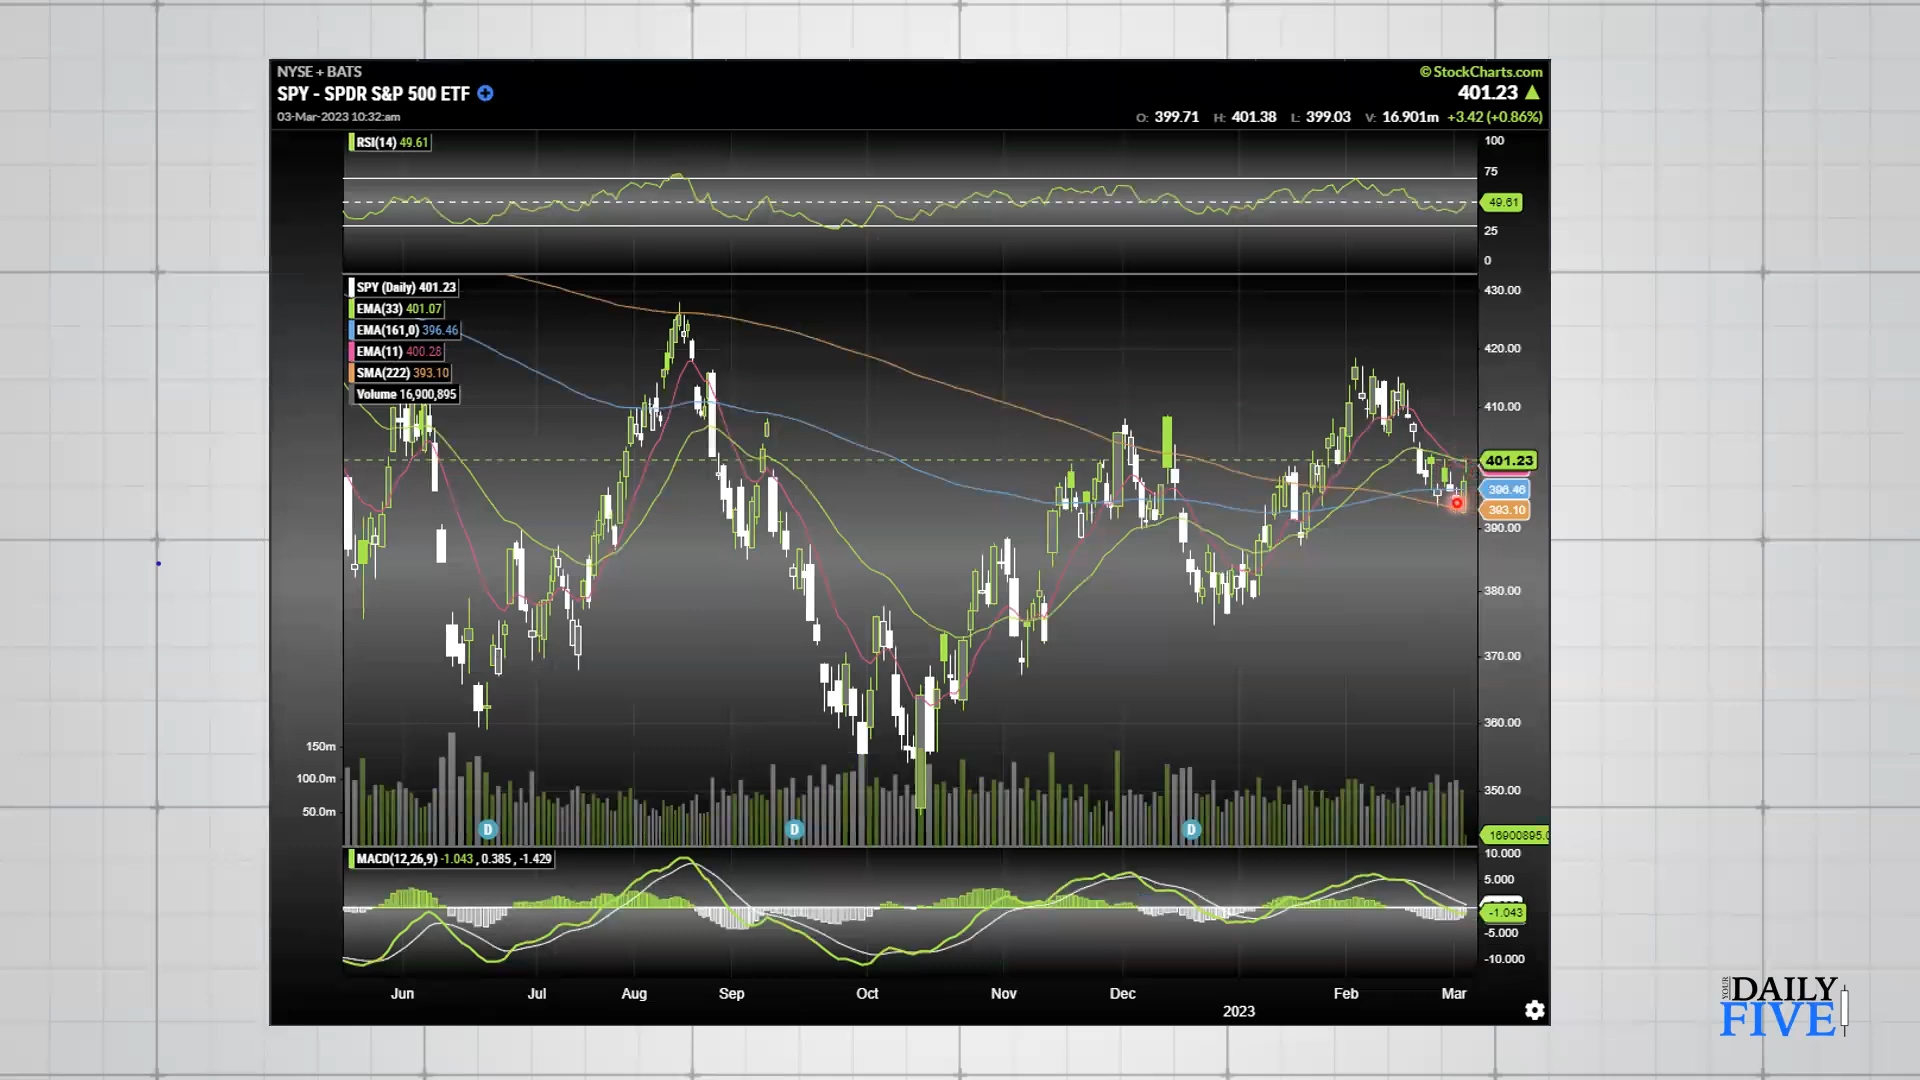 NYSE + BATS
© StockCharts.com
SPY - SPDR S&P 500 ETF
401.23
03-Mar-2023 10:32:am
O: 399.71 H: 401.38 L: 399.03 V: 16.901m +3.42 (+0.86%)
RSI(14) 49.61
100
75
49.61
25
0
SPY (Daily) 401.23
EMA(33) 401.07
EMA(161,0) 396.46
EMA(11) 400.28
SMA(222) 393.10
Volume 16,900,895
430.00
420.00
410.00
401.23
396.46
393.10
390.00
380.00
370.00
360.00
350.00
150m
100.0m
50.0m
D D D
16900895.0
MACD(12,26,9) -1.043 , 0.385 , -1.429
10.000
5.000
-1.043
-5.000
-10.000
Jun Jul Aug Sep Oct Nov Dec Feb Mar
2023
YOUR
DAILY
FIVE